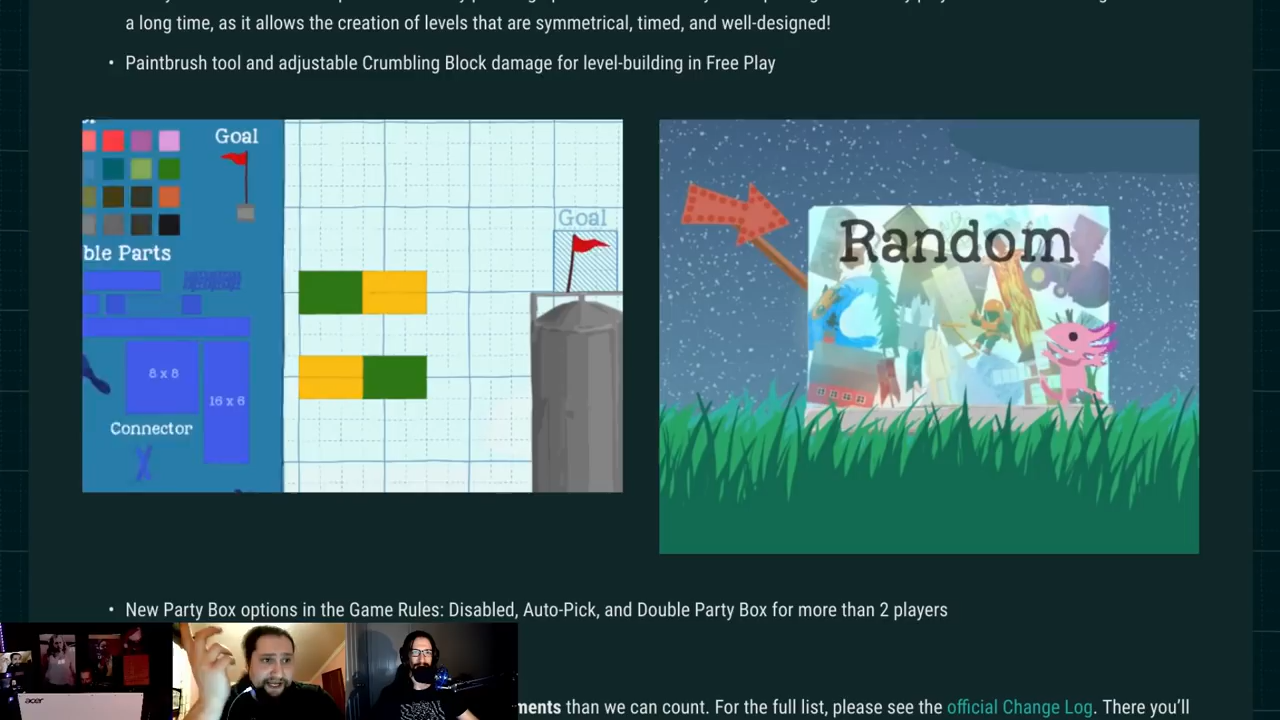 a long time, as it allows the creation of levels that are symmetrical, timed, and well-designed!
• Paintbrush tool and adjustable Crumbling Block damage for level-building in Free Play
Goal
ble Parts
8 x 8
16 x 6
Connector
Goal
Random
• New Party Box options in the Game Rules: Disabled, Auto-Pick, and Double Party Box for more than 2 players
acer
ments than we can count. For the full list, please see the official Change Log. There you'll